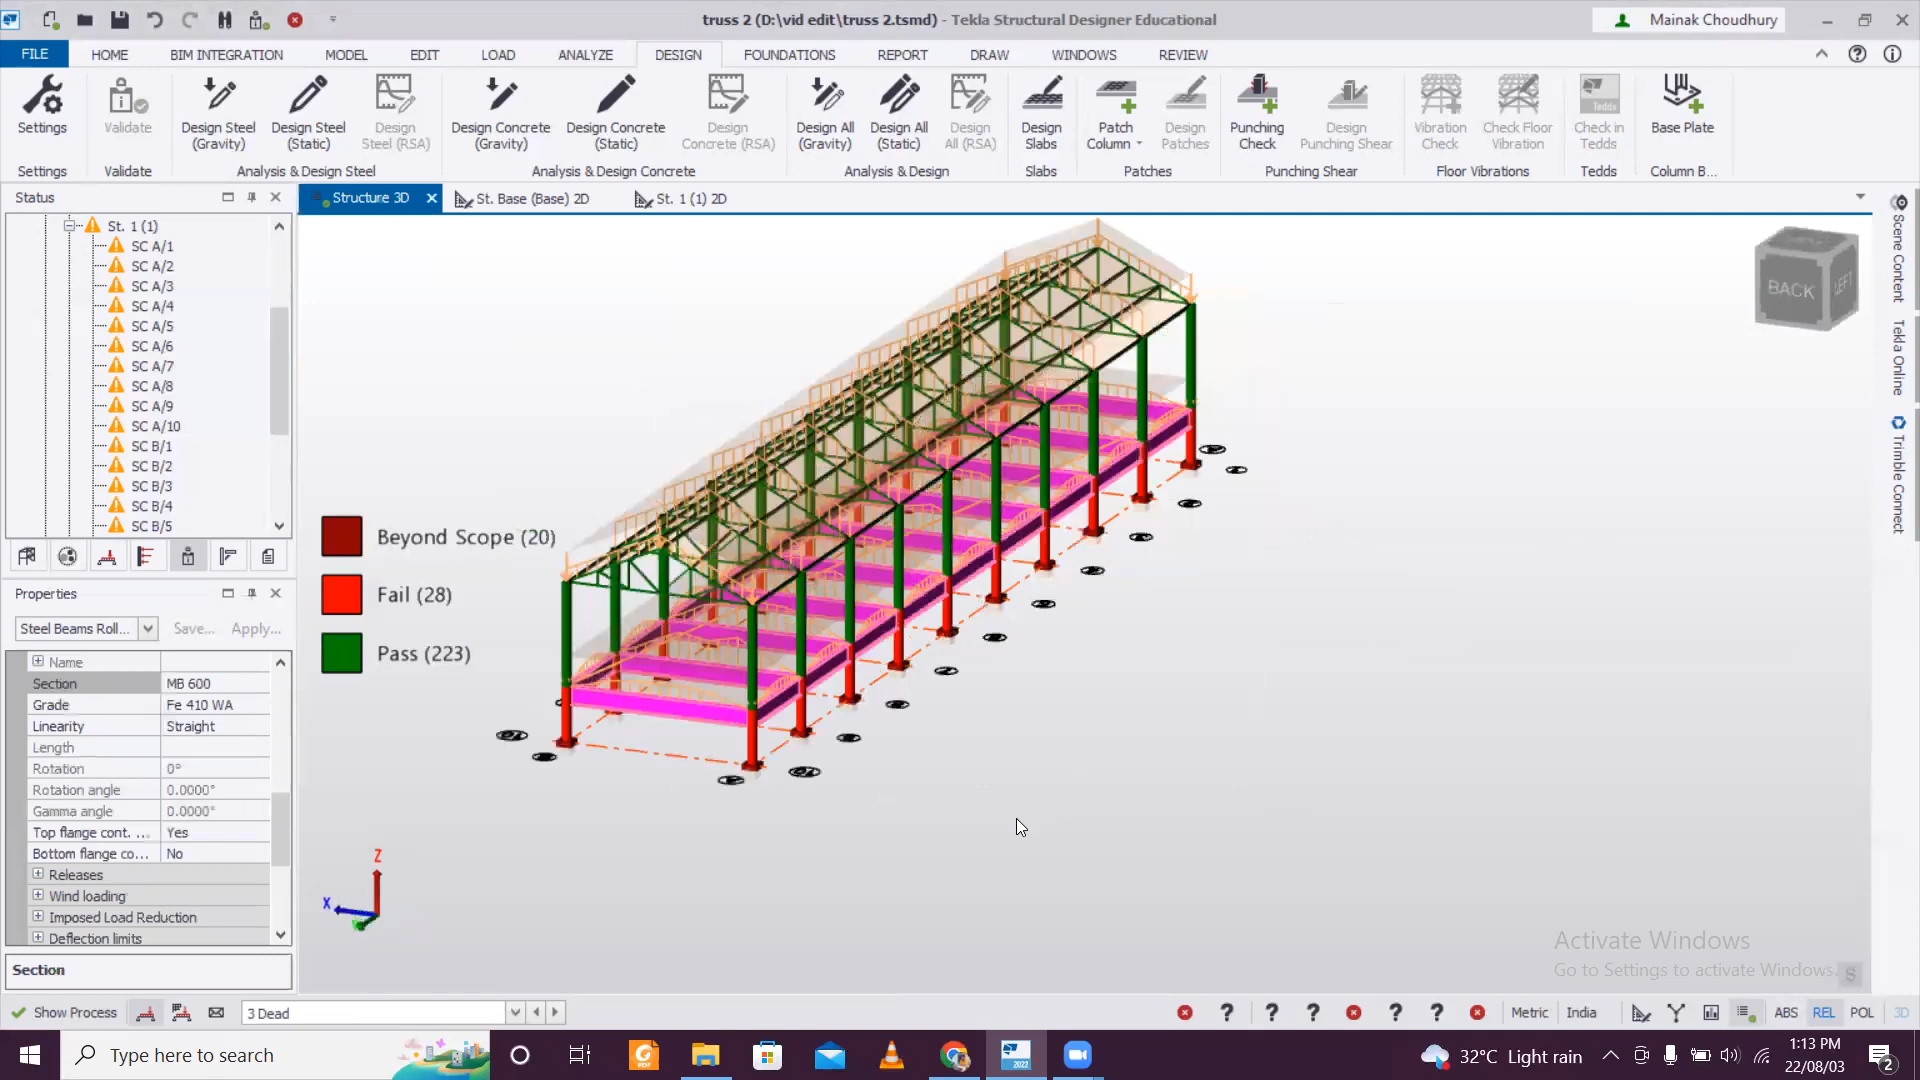 truss 2 (D:\vid edit\truss 2.tsmd) - Tekla Structural Designer Educational
Mainak Choudhury
FILE HOME BIM INTEGRATION MODEL EDIT LOAD ANALYZE DESIGN FOUNDATIONS REPORT DRAW WINDOWS REVIEW
Settings Validate Design Steel (Gravity) Design Steel (Static) Design Steel (RSA) Design Concrete (Gravity) Design Concrete (Static) Design Concrete (RSA) Design All (Gravity) Design All (Static) Design All (RSA) Design Slabs Patch Column Design Patches Punching Check Design Punching Shear Vibration Check Check Floor Vibration Check in Tedds Base Plate
Tedds
Settings Validate Analysis & Design Steel Analysis & Design Concrete Analysis & Design Slabs Patches Punching Shear Floor Vibrations Tedds Column B...
Status
Structure 3D St. Base (Base) 2D St. 1 (1) 2D
St. 1 (1)
SC A/1
SC A/2
SC A/3
SC A/4
SC A/5
SC A/6
SC A/7
SC A/8
SC A/9
SC A/10
SC B/1
SC B/2
SC B/3
SC B/4
SC B/5
Properties
Steel Beams Roll... Save... Apply...
Name
Section MB 600
Grade Fe 410 WA
Linearity Straight
Length
Rotation 0°
Rotation angle 0.0000°
Gamma angle 0.0000°
Top flange cont. ... Yes
Bottom flange co... No
Releases
Wind loading
Imposed Load Reduction
Deflection limits
Section
Beyond Scope (20)
Fail (28)
Pass (223)
Z
X
BACK LEFT
Scene Content
Tekla Online
Trimble Connect
Activate Windows
Go to Settings to activate Windows.
S
Show Process 3 Dead Metric India ABS REL POL 3D
Type here to search
PDF
2022
32°C Light rain
1:13 PM
22/08/03
2